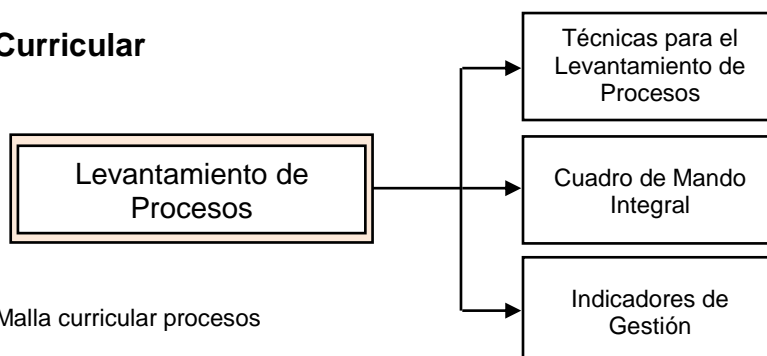 Curricular
Técnicas para el
Levantamiento de
Procesos
Levantamiento de
Procesos
Cuadro de Mando
Integral
Indicadores de
Gestión
Malla curricular procesos